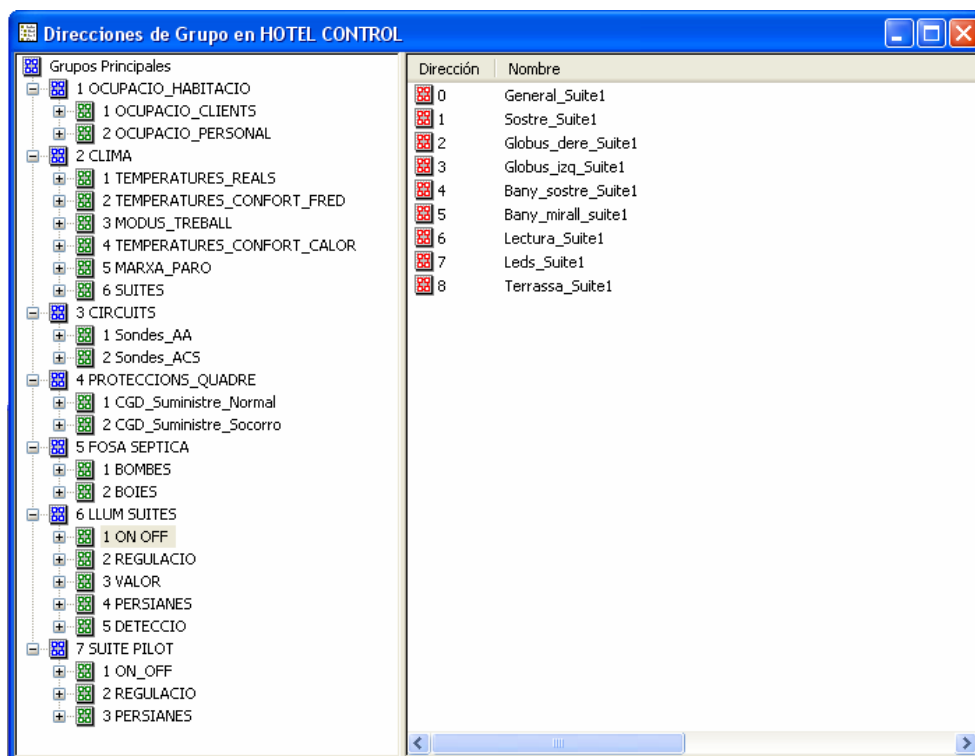 Direcciones de Grupo en HOTEL CONTROL
Grupos Principales
1 OCUPACIO_HABITACIO
1 OCUPACIO_CLIENTS
2 OCUPACIO_PERSONAL
2 CLIMA
1 TEMPERATURES_REALS
2 TEMPERATURES_CONFORT_FRED
3 MODUS_TREBALL
4 TEMPERATURES_CONFORT_CALOR
5 MARXA_PARO
6 SUITES
3 CIRCUITS
1 Sondes_AA
2 Sondes_ACS
4 PROTECCIONS_QUADRE
1 CGD_Suministre_Normal
2 CGD_Suministre_Socorro
5 FOSA SEPTICA
1 BOMBES
2 BOIES
6 LLUM SUITES
1 ON OFF
2 REGULACIO
3 VALOR
4 PERSIANES
5 DETECCIO
7 SUITE PILOT
1 ON_OFF
2 REGULACIO
3 PERSIANES
Dirección Nombre
0 General_Suite1
1 Sostre_Suite1
2 Globus_dere_Suite1
3 Globus_izq_Suite1
4 Bany_sostre_Suite1
5 Bany_mirall_suite1
6 Lectura_Suite1
7 Leds_Suite1
8 Terrassa_Suite1